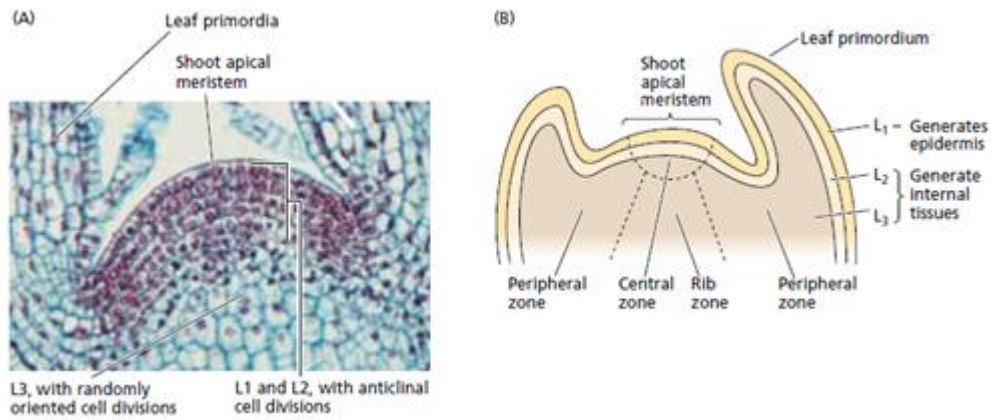 (A)
Leaf primordia
Shoot apical
meristem
L3, with randomly
oriented cell divisions
L1 and L2, with anticlinal
cell divisions
(B)
Leaf primordium
Shoot
apical
meristem
L1 – Generates
epidermis
L2
L3
Generate
internal
tissues
Peripheral
zone
Central
zone
Rib
zone
Peripheral
zone